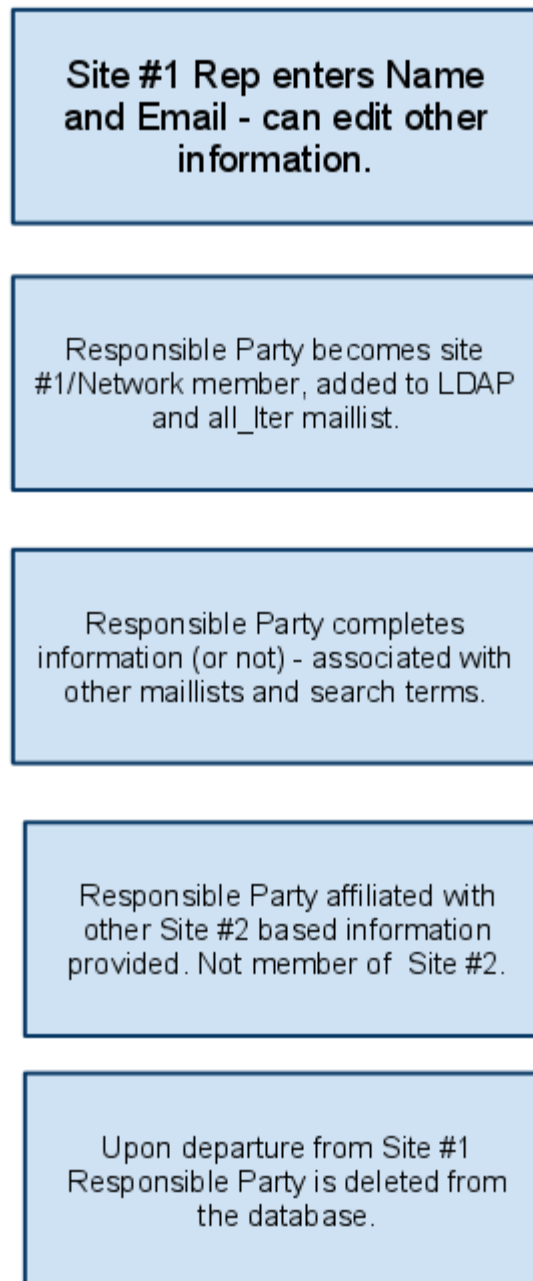 Site #1 Rep enters Name
and Email - can edit other
information.
Responsible Party becomes site
#1/Network member, added to LDAP
and all_lter maillist.
Responsible Party completes
information (or not) - associated with
other maillists and search terms.
Responsible Party affiliated with
other Site #2 based information
provided. Not member of  Site #2.
Upon departure from Site #1
Responsible Party is deleted from
the database.